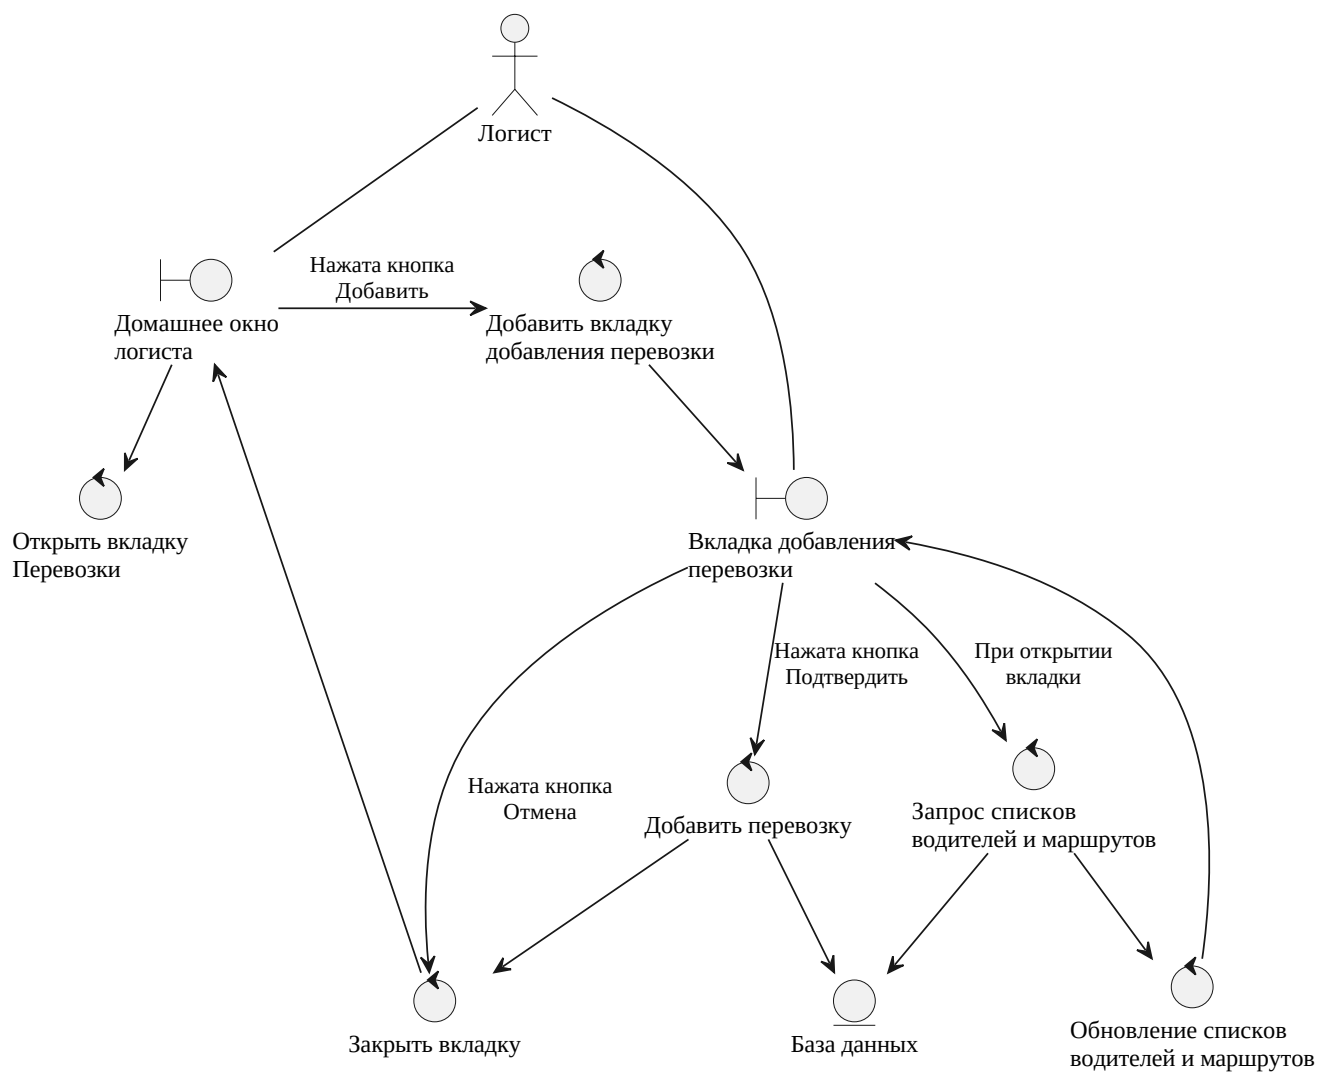 Логист
Нажата кнопка
Добавить
Домашнее окно
логиста
Добавить вкладку
добавления перевозки
Открыть вкладку
Перевозки
Вкладка добавления
перевозки
Нажата кнопка
Подтвердить
При открытии
вкладки
Нажата кнопка
Отмена
Добавить перевозку
Запрос списков
водителей и маршрутов
Закрыть вкладку
База данных
Обновление списков
водителей и маршрутов